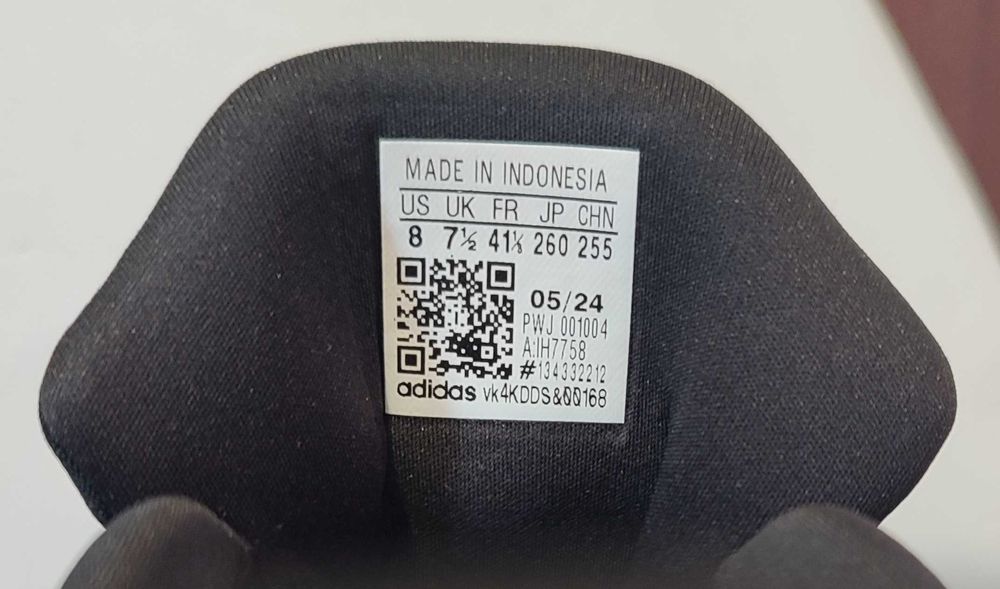 MADE IN INDONESIA
US UK FR JP CHN
8 7½ 41⅓ 260 255
05/24
PWJ 001004
A:IH7758
#134332212
adidas vk4KDDS&00168